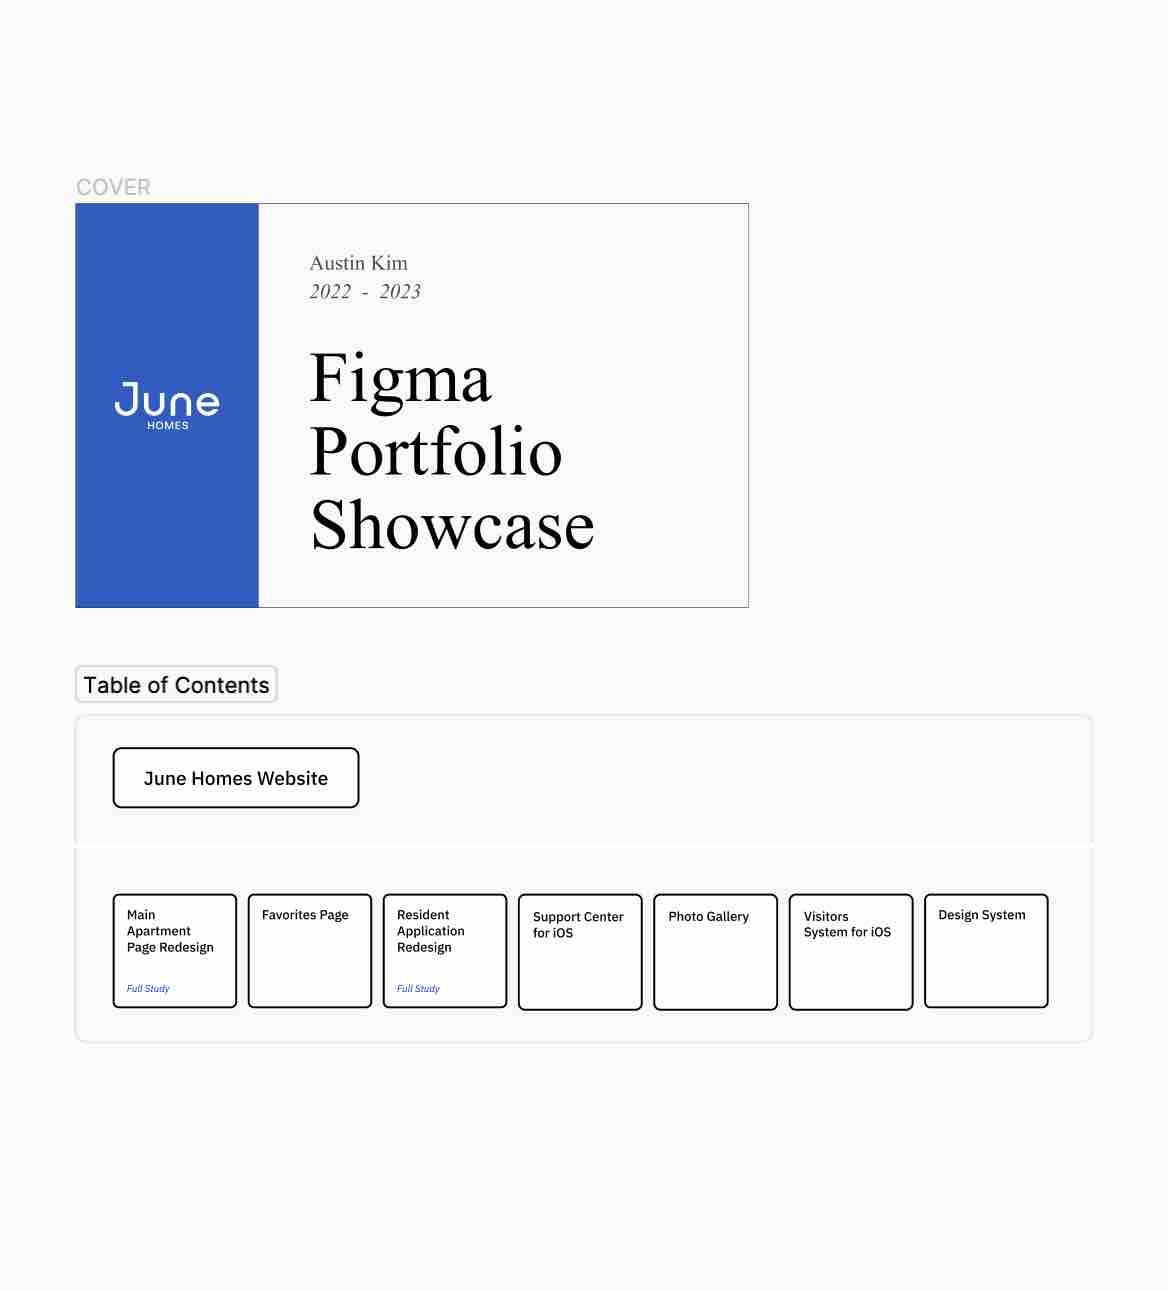 COVER
Austin Kim
2022 - 2023
Figma
Portfolio
Showcase
June
HOMES
Table of Contents
June Homes Website
Main
Apartment
Page Redesign
Full Study
Favorites Page
Resident
Application
Redesign
Full Study
Support Center
for iOS
Photo Gallery
Visitors
System for iOS
Design System